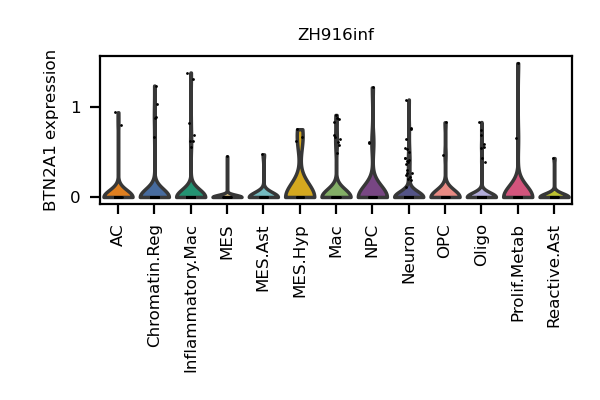 ZH916inf
BTN2A1 expression
1
0
AC
Chromatin.Reg
Inflammatory.Mac
MES
MES.Ast
MES.Hyp
Mac
NPC
Neuron
OPC
Oligo
Prolif.Metab
Reactive.Ast